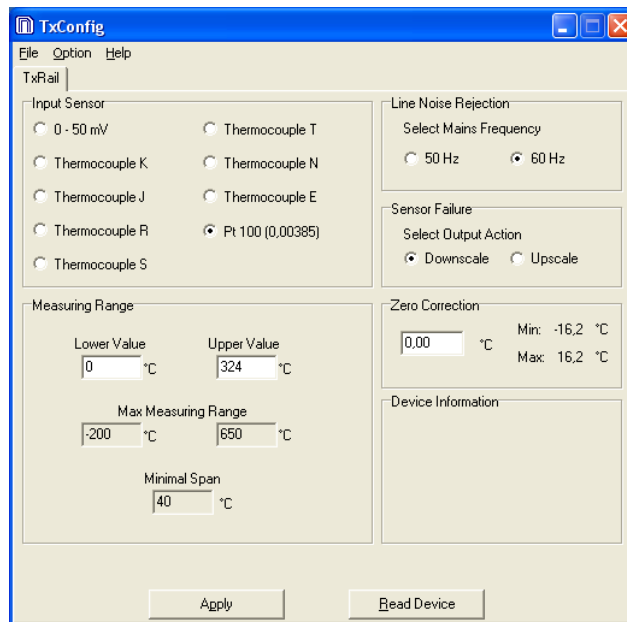 TxConfig
File Option Help
TxRail
Input Sensor
0 - 50 mV
Thermocouple K
Thermocouple J
Thermocouple R
Thermocouple S
Thermocouple T
Thermocouple N
Thermocouple E
Pt 100 (0,00385)
Line Noise Rejection
Select Mains Frequency
50 Hz 60 Hz
Sensor Failure
Select Output Action
Downscale Upscale
Measuring Range
Lower Value Upper Value
0 °C 324 °C
Max Measuring Range
-200 °C 650 °C
Minimal Span
40 °C
Zero Correction
0,00 °C
Min: -16,2 °C
Max: 16,2 °C
Device Information
Apply Read Device